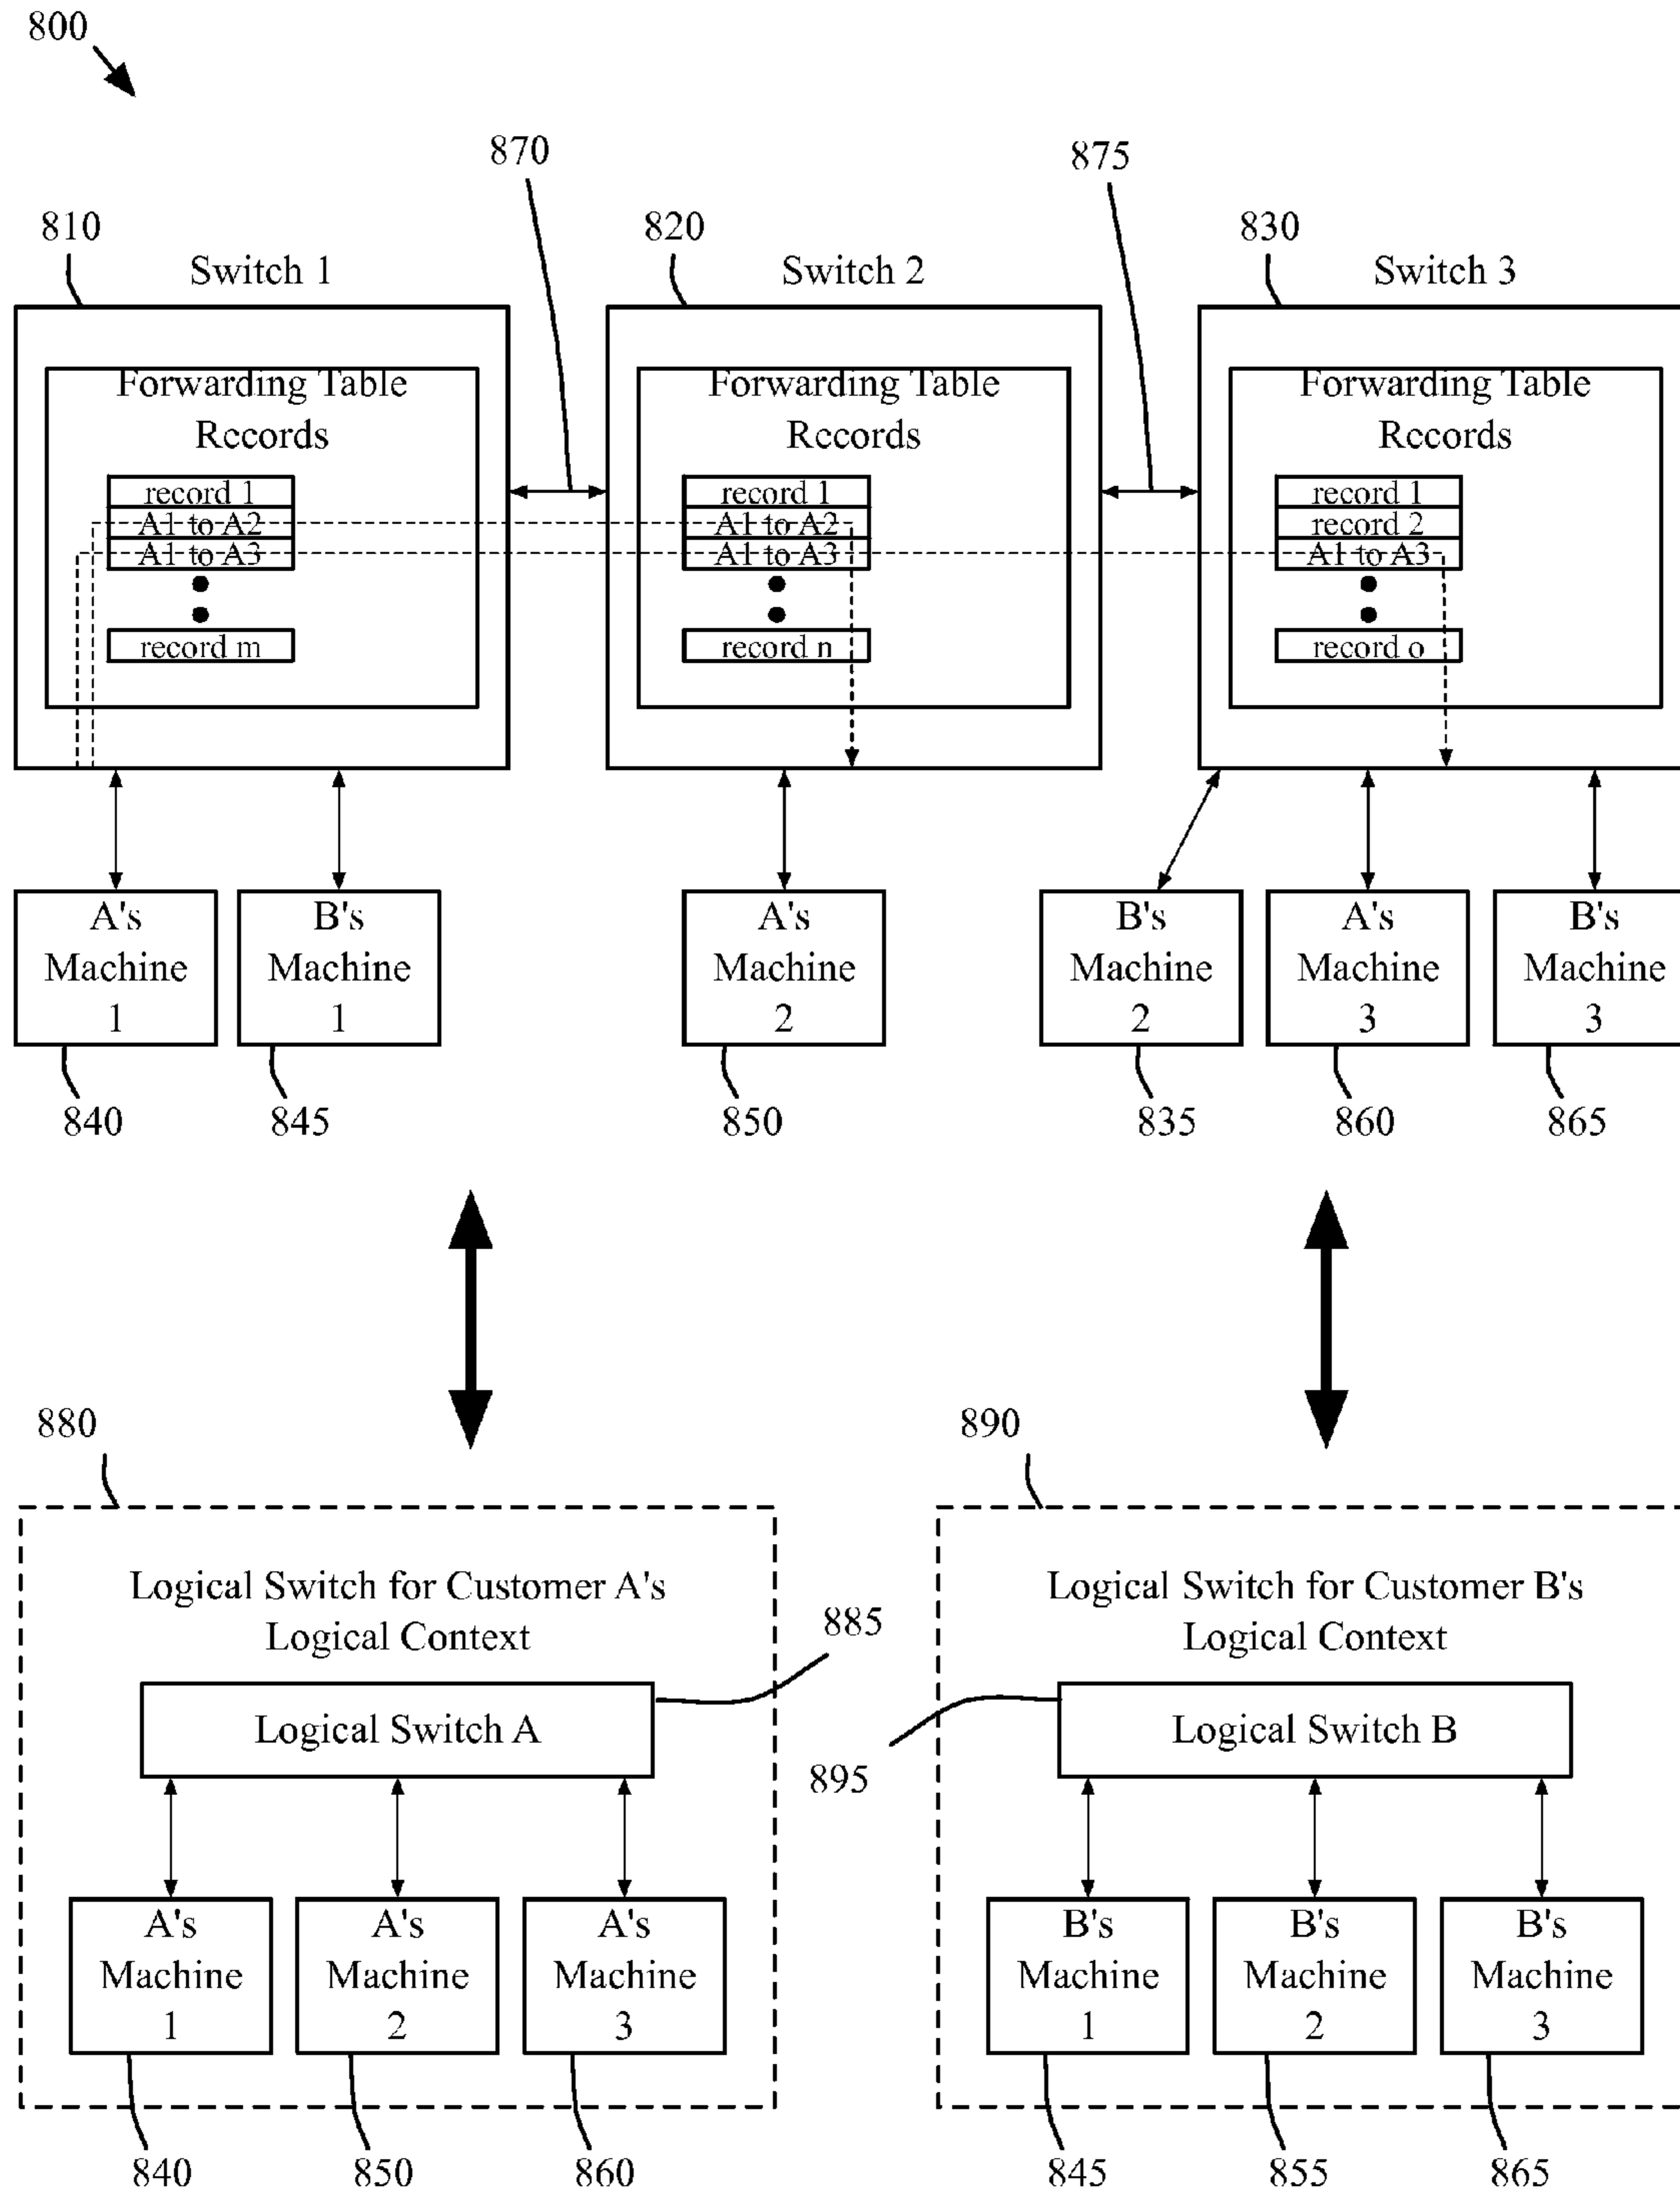 800
870
875
810
820
830
Switch 1
Switch 2
Switch 3
Forwarding Table
Records
record 1
A1 to A2
A1 to A3
record m
Forwarding Table
Records
record 1
A1 to A2
A1 to A3
record n
Forwarding Table
Records
record 1
record 2
A1 to A3
record o
A's
Machine
1
B's
Machine
1
A's
Machine
2
B's
Machine
2
A's
Machine
3
B's
Machine
3
840
845
850
835
860
865
880
890
Logical Switch for Customer A's
Logical Context
885
Logical Switch A
Logical Switch for Customer B's
Logical Context
895
Logical Switch B
A's
Machine
1
A's
Machine
2
A's
Machine
3
B's
Machine
1
B's
Machine
2
B's
Machine
3
840
850
860
845
855
865